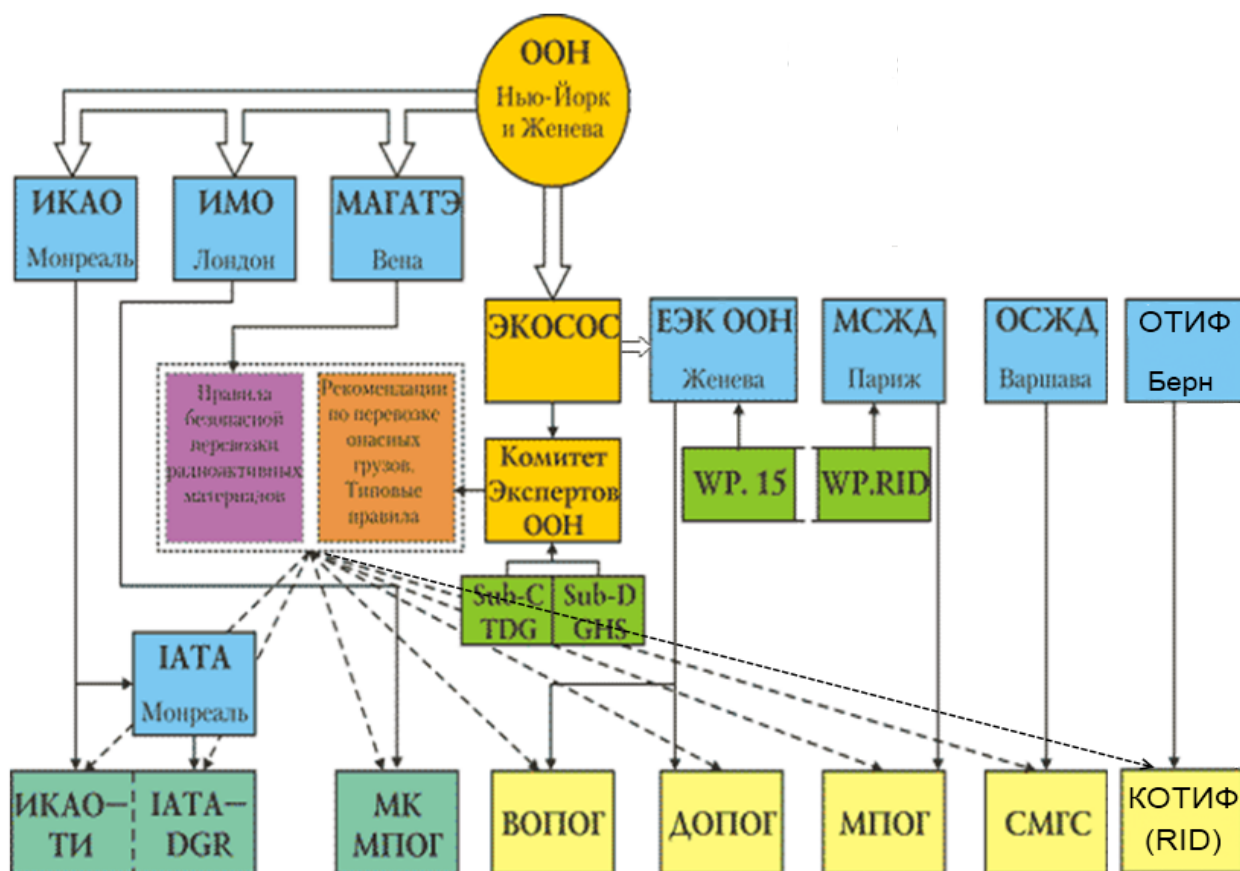 ООН
Нью-Йорк
и Женева
ИКАО
Монреаль
ИМО
Лондон
МАГАТЭ
Вена
ЭКОСОС
ЕЭК ООН
Женева
МСЖД
Париж
ОСЖД
Варшава
ОТИФ
Берн
Правила
безопасной
перевозки
радиоактивных
материалов
Рекомендации
по перевозке
опасных
грузов.
Типовые
правила
Комитет
Экспертов
ООН
WP. 15
WP.RID
Sub-C
TDG
Sub-D
GHS
IATA
Монреаль
ИКАО—
ТИ
IATA—
DGR
МК
МПОГ
ВОПОГ
ДОПОГ
МПОГ
СМГС
КОТИФ
(RID)